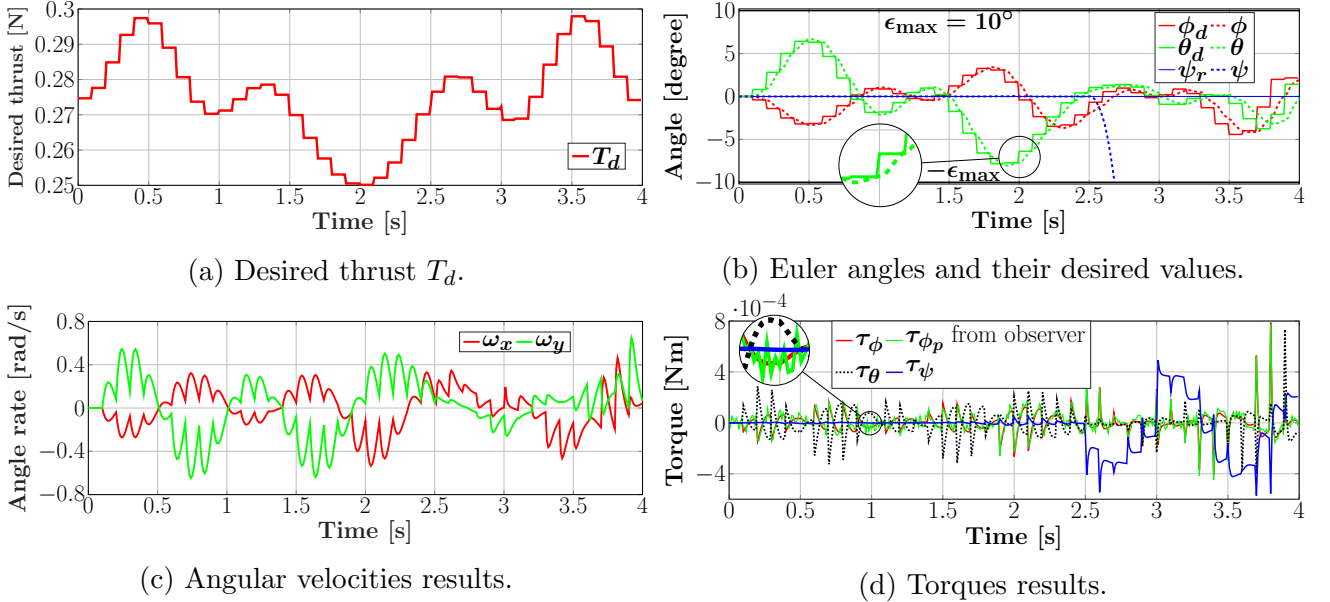 Desired thrust [N]
0.3
0.29
0.28
0.27
0.26
0.25
T_d
0 0.5 1 1.5 2 2.5 3 3.5 4
Time [s]
(a) Desired thrust T_d.
Angle [degree]
10
5
0
−5
−10
ϵ_max = 10°
ϕ_d ϕ
θ_d θ
ψ_r ψ
−ϵ_max
0 0.5 1 1.5 2 2.5 3 3.5 4
Time [s]
(b) Euler angles and their desired values.
Angle rate [rad/s]
0.8
0.4
0
−0.4
−0.8
ω_x ω_y
0 0.5 1 1.5 2 2.5 3 3.5 4
Time [s]
(c) Angular velocities results.
·10^-4
Torque [Nm]
8
4
0
−4
τ_ϕ τ_ϕ_p from observer
τ_θ τ_ψ
0 0.5 1 1.5 2 2.5 3 3.5 4
Time [s]
(d) Torques results.